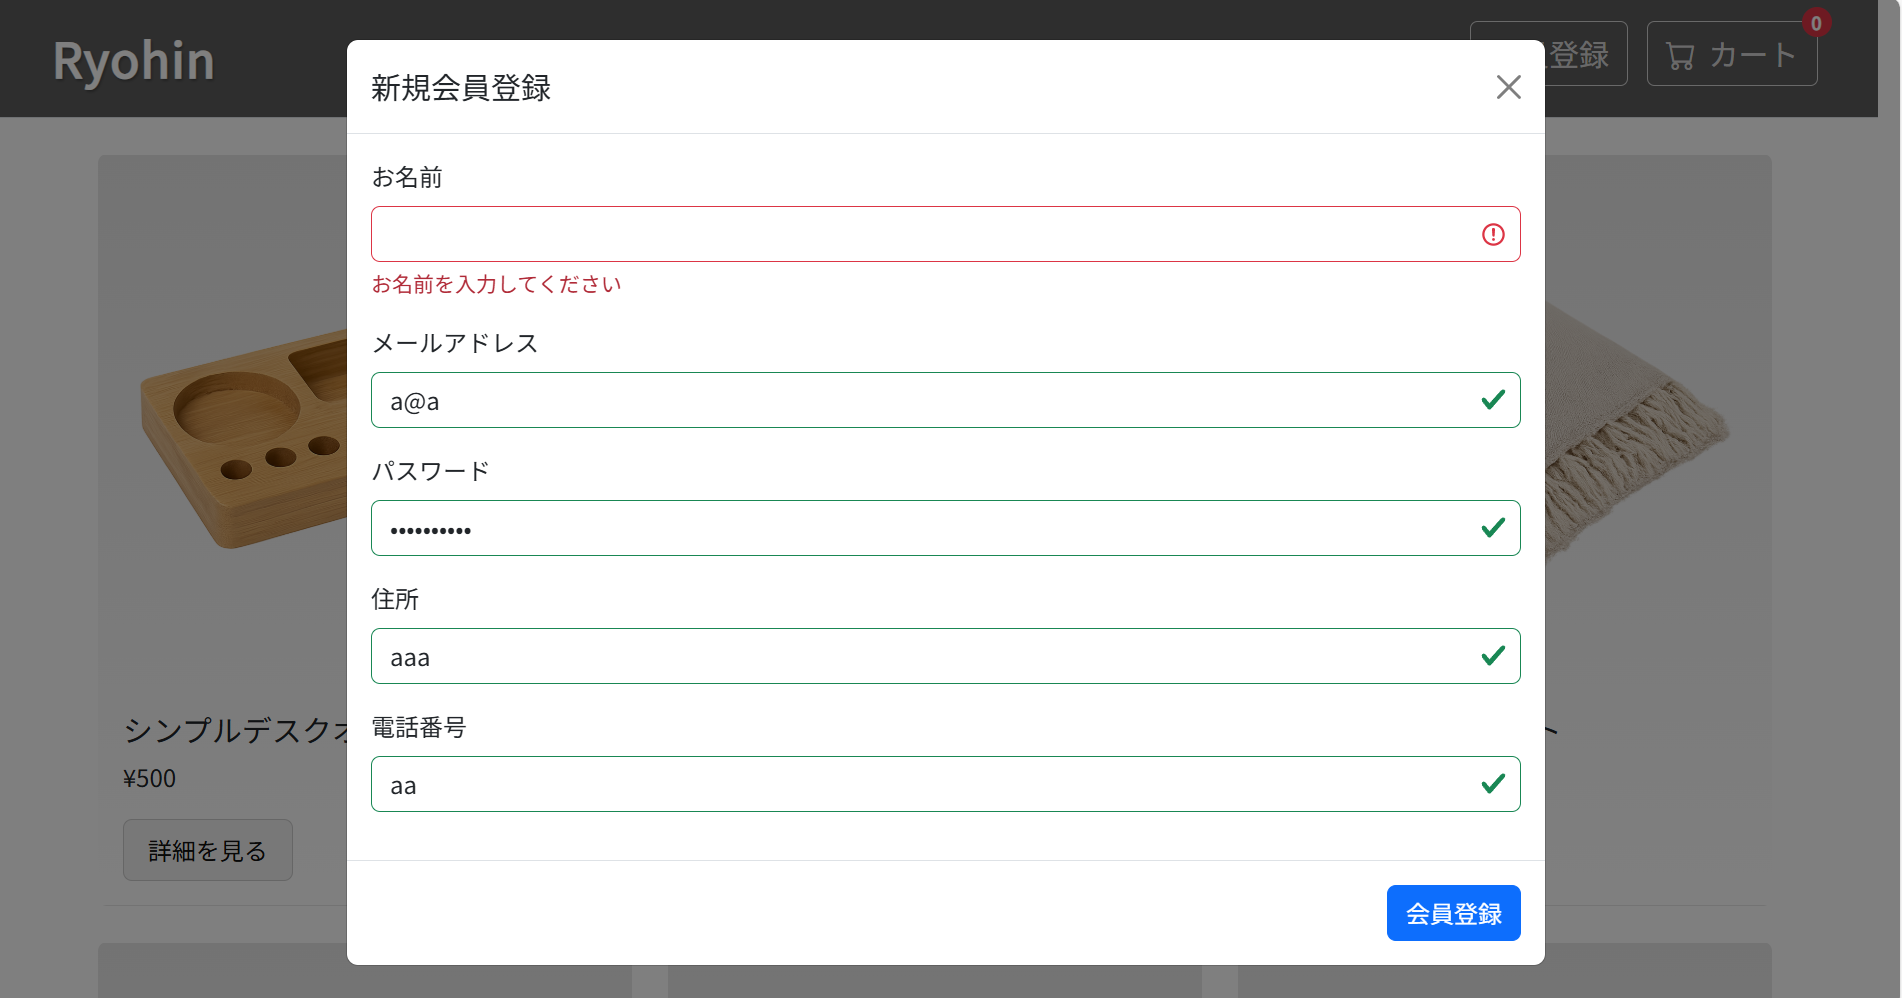 Ryohin
登録
カート
0
新規会員登録
お名前
お名前を入力してください
メールアドレス
a@a
パスワード
••••••••••
住所
aaa
電話番号
aa
シンプルデスク
¥500
詳細を見る
会員登録